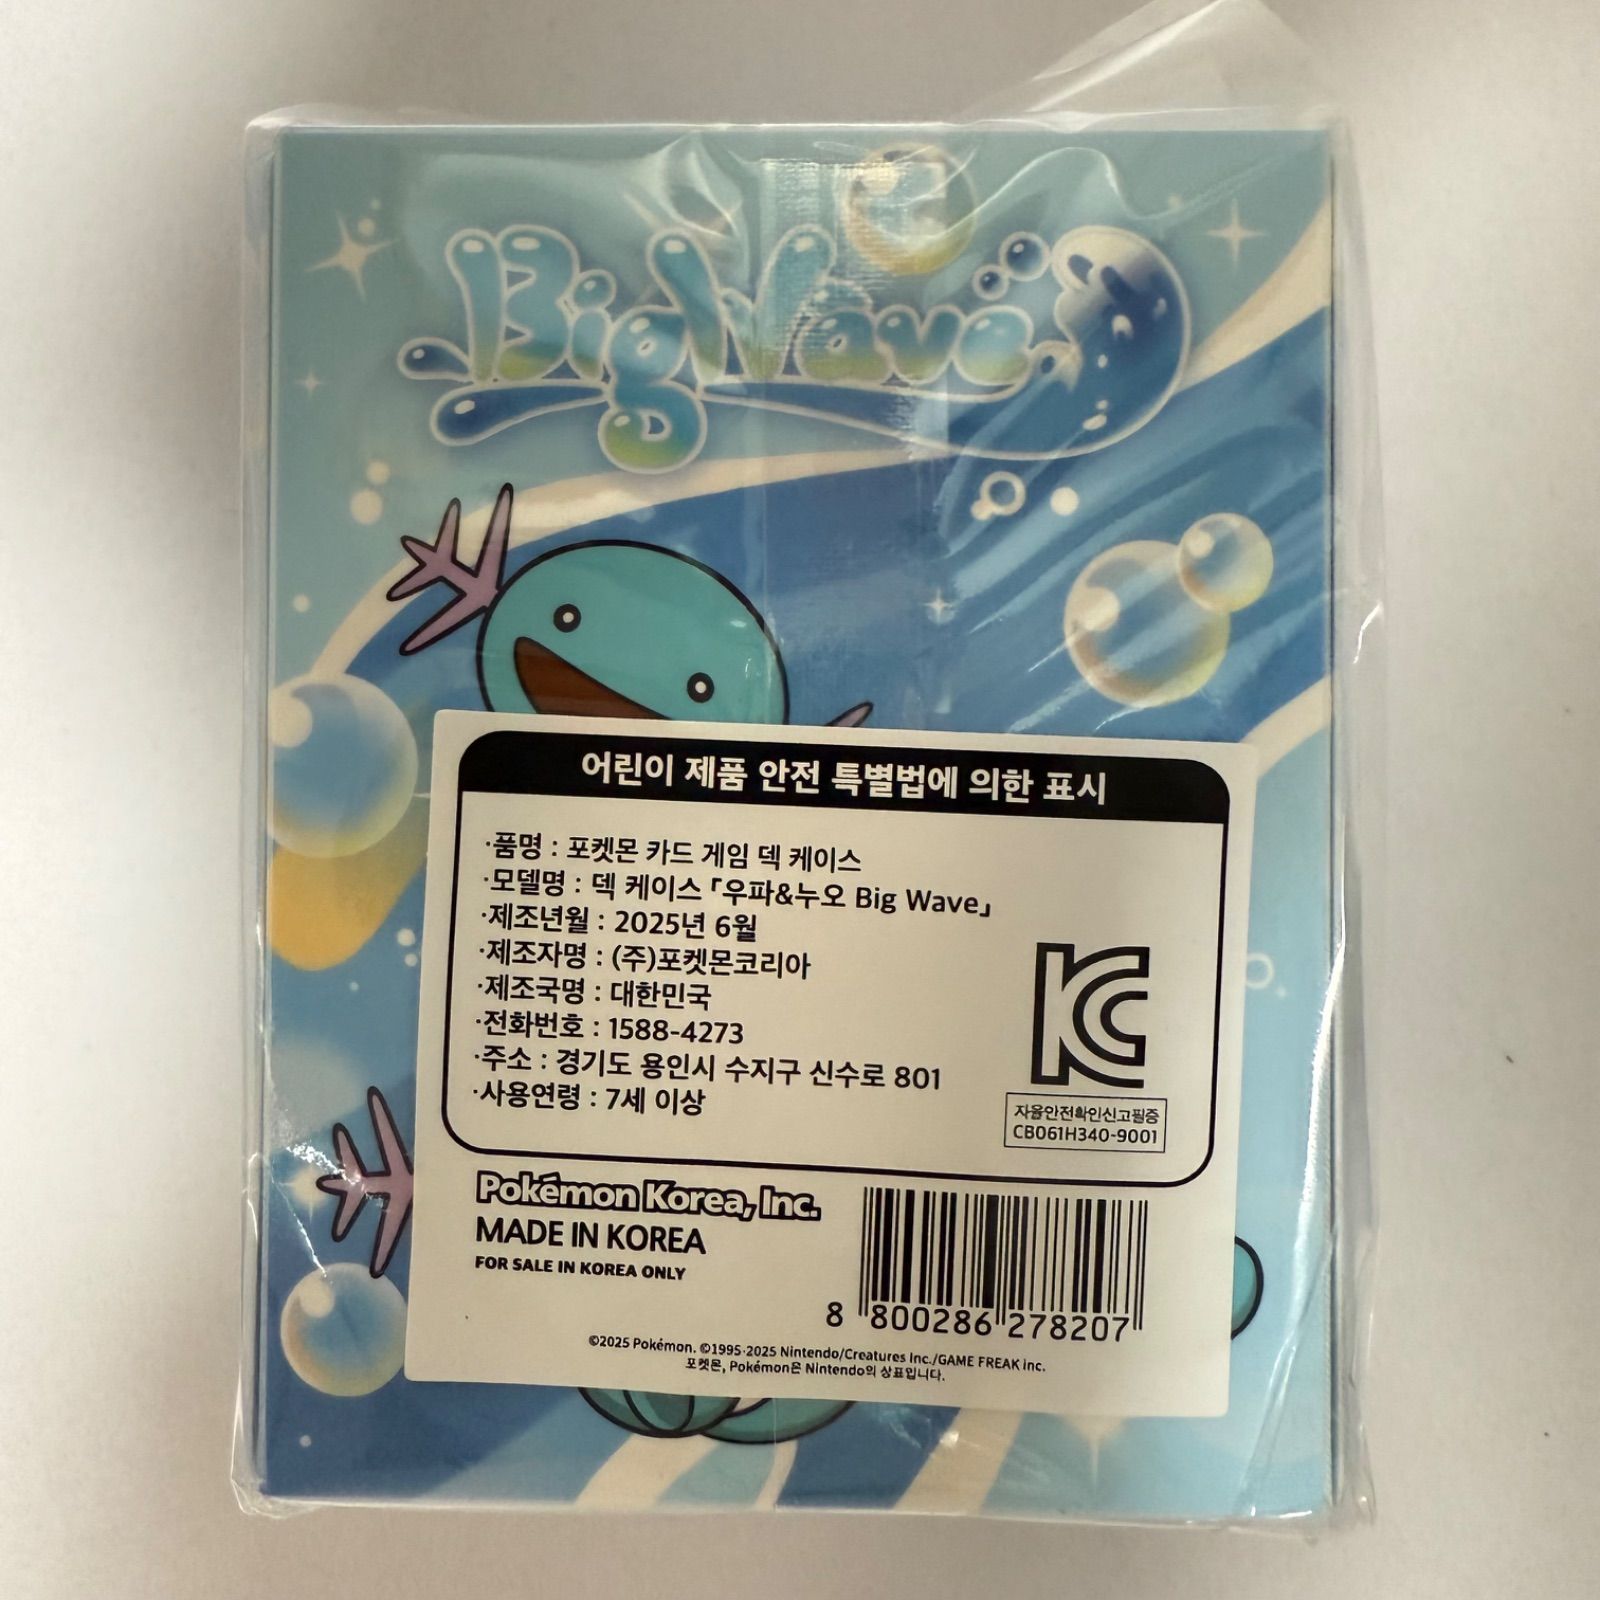 Big Wave
어린이 제품 안전 특별법에 의한 표시
·품명 : 포켓몬 카드 게임 덱 케이스
·모델명 : 덱 케이스 「우파&누오 Big Wave」
·제조년월 : 2025년 6월
·제조자명 : (주)포켓몬코리아
·제조국명 : 대한민국
·전화번호 : 1588-4273
·주소 : 경기도 용인시 수지구 신수로 801
·사용연령 : 7세 이상
KC
자율안전확인신고필증
CB061H340-9001
Pokémon Korea, Inc.
MADE IN KOREA
FOR SALE IN KOREA ONLY
8 800286 278207
©2025 Pokémon. ©1995-2025 Nintendo/Creatures Inc./GAME FREAK inc.
포켓몬, Pokémon은 Nintendo의 상표입니다.